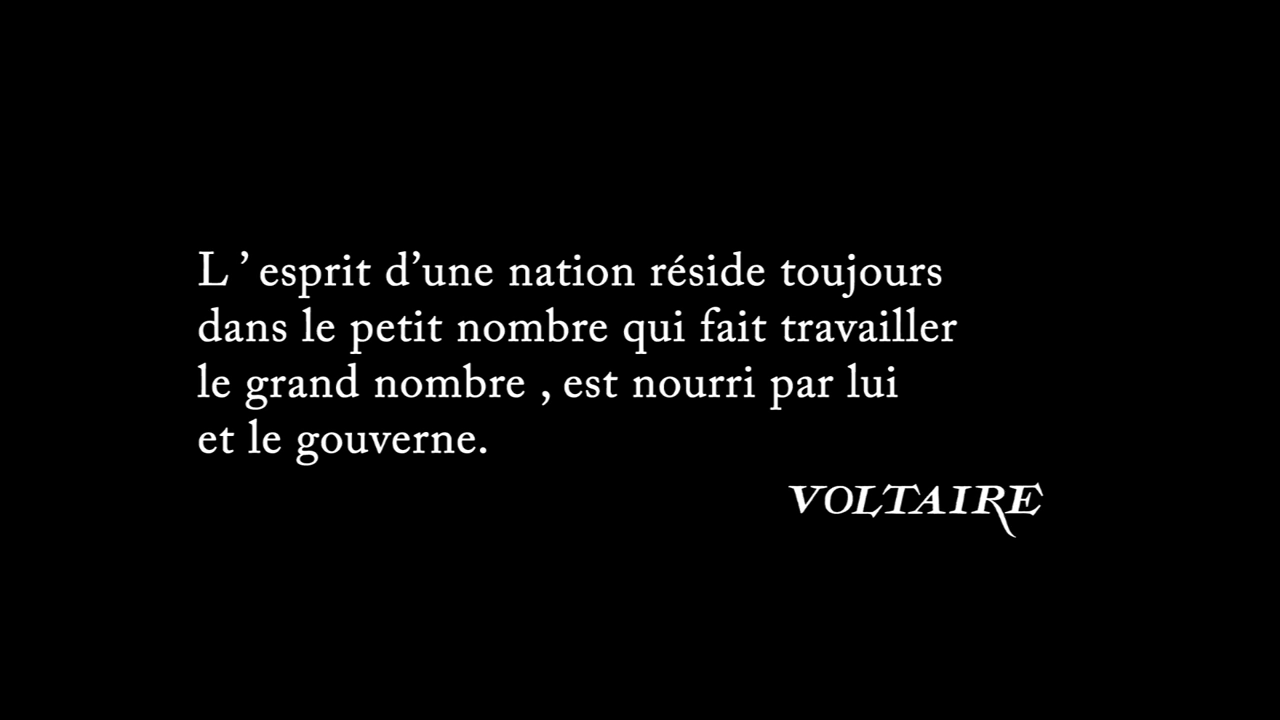 L ’ esprit d’une nation réside toujours
dans le petit nombre qui fait travailler
le grand nombre , est nourri par lui
et le gouverne.
VOLTAIRE